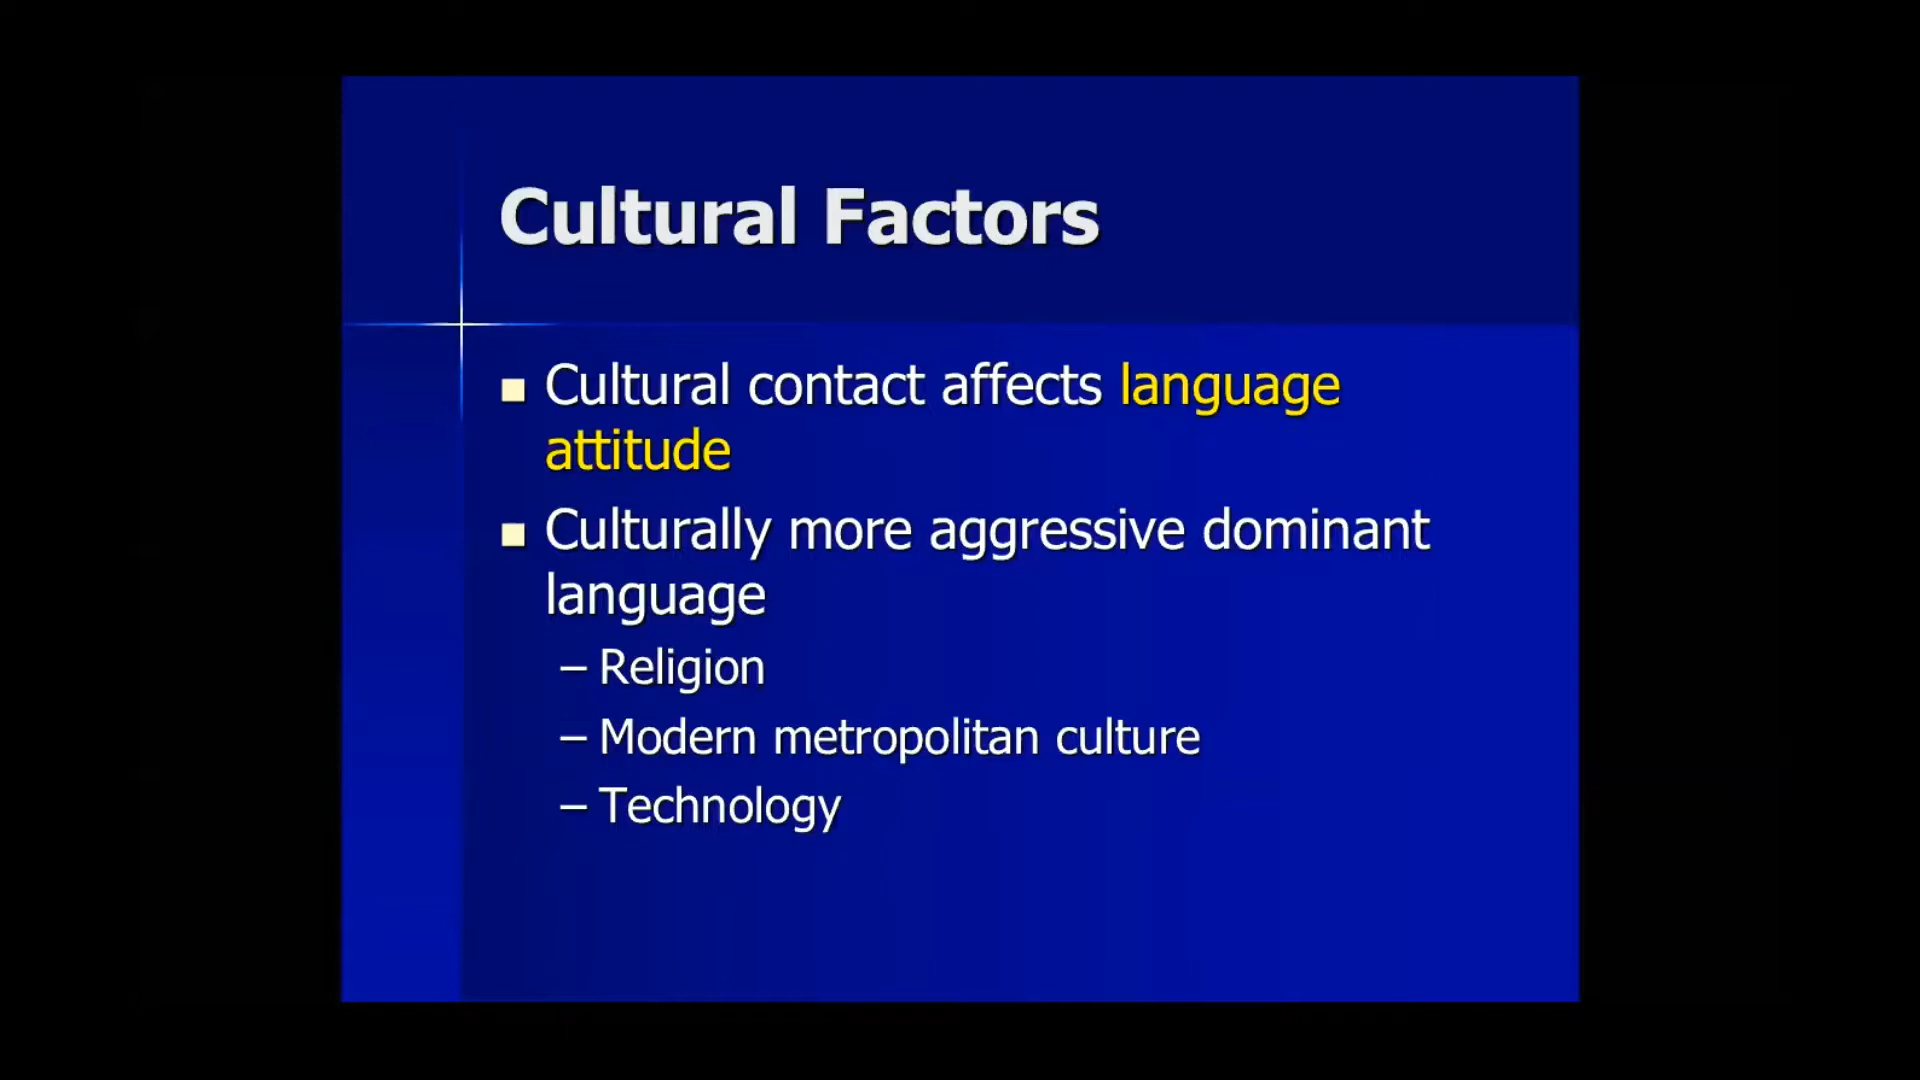 Cultural Factors
■ Cultural contact affects language
attitude
■ Culturally more aggressive dominant
language
– Religion
– Modern metropolitan culture
– Technology